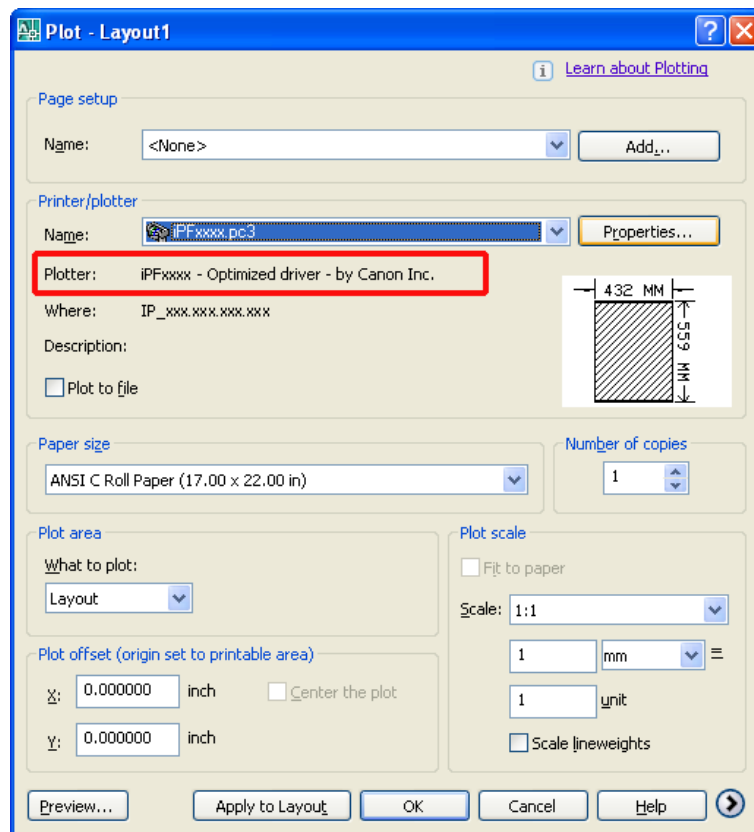 Plot - Layout1
Learn about Plotting
Page setup
Name: <None> Add...
Printer/plotter
Name: iPFxxxx.pc3 Properties...
Plotter: iPFxxxx - Optimized driver - by Canon Inc.
Where: IP_xxx.xxx.xxx.xxx
432 MM
559 MM
Description:
Plot to file
Paper size
Number of copies
ANSI C Roll Paper (17.00 x 22.00 in)
1
Plot area
Plot scale
What to plot:
Fit to paper
Layout
Scale: 1:1
Plot offset (origin set to printable area)
1 mm =
X: 0.000000 inch Center the plot
1 unit
Y: 0.000000 inch
Scale lineweights
Preview... Apply to Layout OK Cancel Help